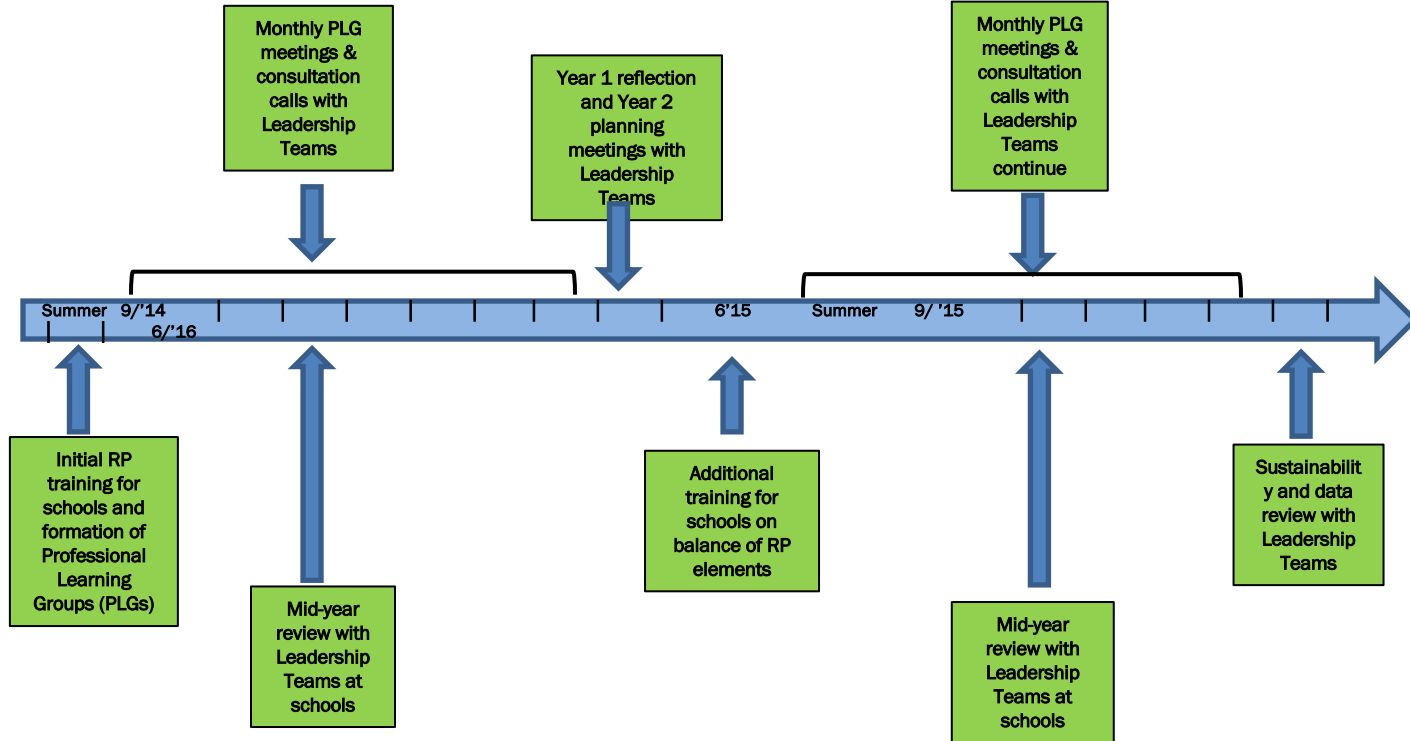 Monthly PLG
meetings &
consultation
calls with
Leadership
Teams
Year 1 reflection
and Year 2
planning
meetings with
Leadership
Teams
Monthly PLG
meetings &
consultation
calls with
Leadership
Teams
continue
Summer 9/'14 6'15 Summer 9/ '15
6/'16
Initial RP
training for
schools and
formation of
Professional
Learning
Groups (PLGs)
Mid-year
review with
Leadership
Teams at
schools
Additional
training for
schools on
balance of RP
elements
Mid-year
review with
Leadership
Teams at
schools
Sustainabilit
y and data
review with
Leadership
Teams